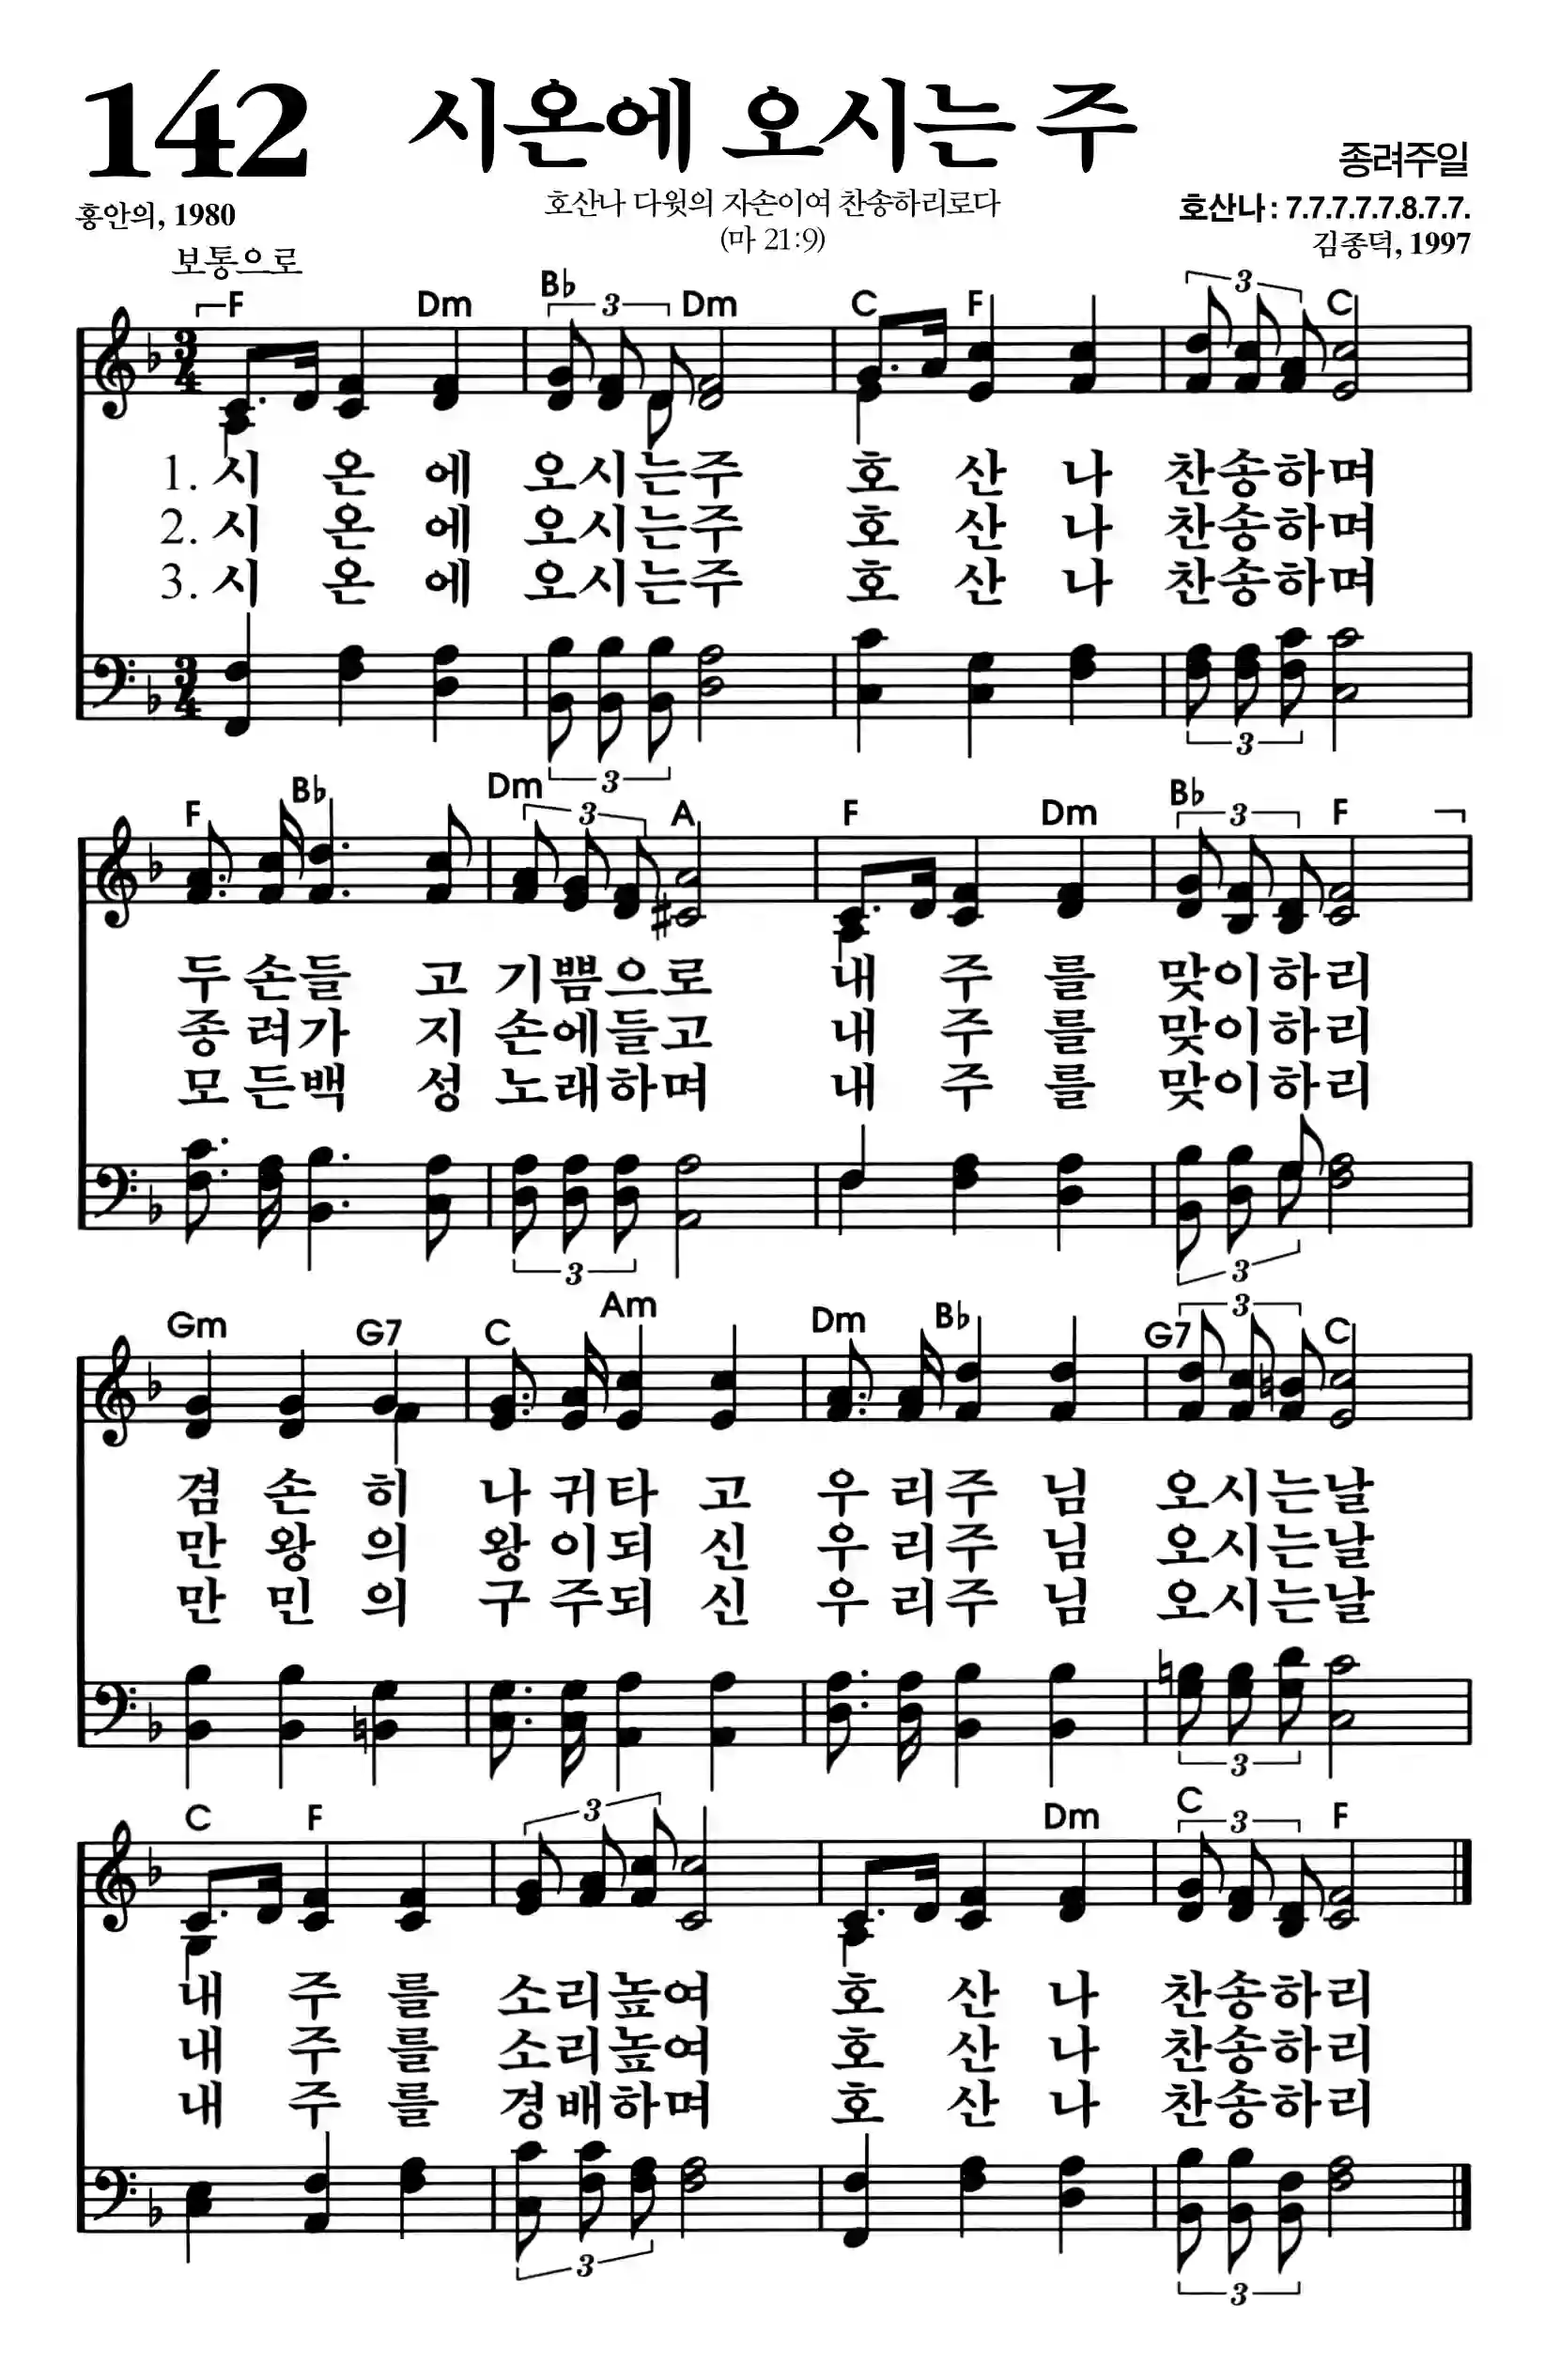 142 시온에 오시는 주
종려주일
호산나 다윗의 자손이여 찬송하리로다
(마 21:9)
홍안의, 1980
호산나 : 7.7.7.7.7.8.7.7.
김종덕, 1997
보통으로
F Dm B♭ 3 Dm C F 3 C
3/4
1. 시 온 에 오시는주 호 산 나 찬송하며
2. 시 온 에 오시는주 호 산 나 찬송하며
3. 시 온 에 오시는주 호 산 나 찬송하며
3/4
3 3
F B♭ Dm 3 A F Dm B♭ 3 F
두 손들 고 기쁨으로 내 주 를 맞이하리
종 려가 지 손에들고 내 주 를 맞이하리
모 든백 성 노래하며 내 주 를 맞이하리
3 3
Gm G7 C Am Dm B♭ G7 3 C
겸 손 히 나 귀타 고 우 리주 님 오시는날
만 왕 의 왕 이되 신 우 리주 님 오시는날
만 민 의 구 주되 신 우 리주 님 오시는날
3
C F 3 Dm C 3 F
내 주 를 소리높여 호 산 나 찬송하리
내 주 를 소리높여 호 산 나 찬송하리
내 주 를 경배하며 호 산 나 찬송하리
3 3